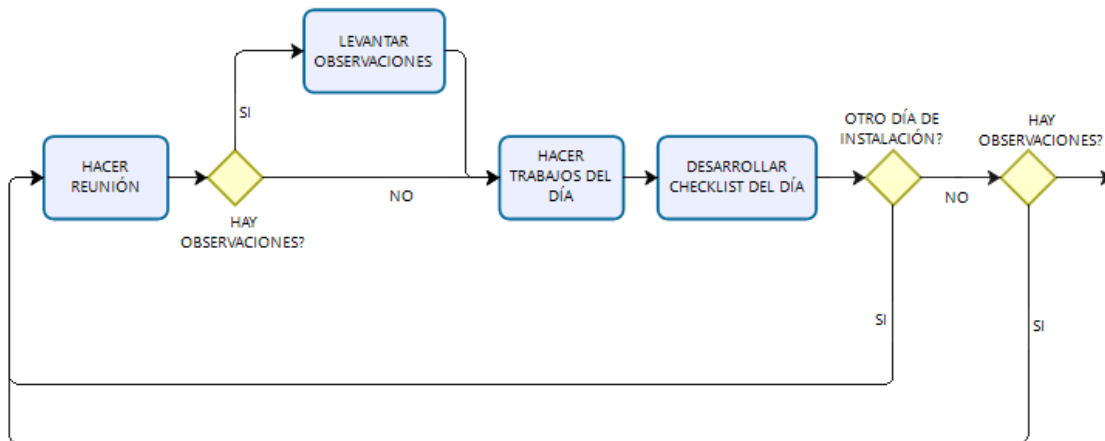 LEVANTAR
OBSERVACIONES
SI
HACER
REUNIÓN
HAY
OBSERVACIONES?
NO
HACER
TRABAJOS DEL
DÍA
DESARROLLAR
CHECKLIST DEL DÍA
OTRO DÍA DE
INSTALACIÓN?
NO
SI
HAY
OBSERVACIONES?
SI